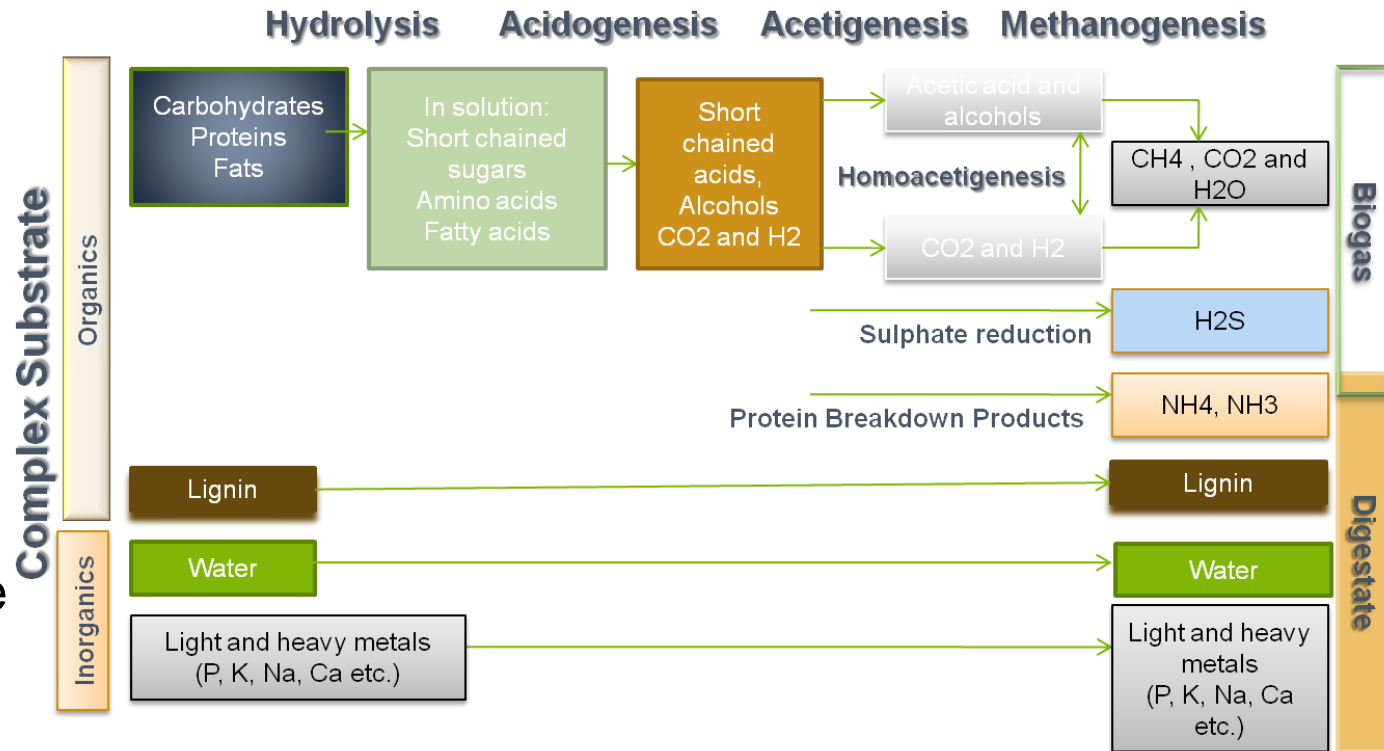 Hydrolysis Acidogenesis Acetigenesis Methanogenesis
Complex Substrate
Organics
Carbohydrates
Proteins
Fats
In solution:
Short chained
sugars
Amino acids
Fatty acids
Short
chained
acids,
Alcohols
CO2 and H2
Acetic acid and
alcohols
Homoacetigenesis
CO2 and H2
CH4 , CO2 and
H2O
Biogas
Sulphate reduction
H2S
Protein Breakdown Products
NH4, NH3
Lignin
Lignin
Digestate
Inorganics
e
Water
Water
Light and heavy metals
(P, K, Na, Ca etc.)
Light and heavy
metals
(P, K, Na, Ca
etc.)